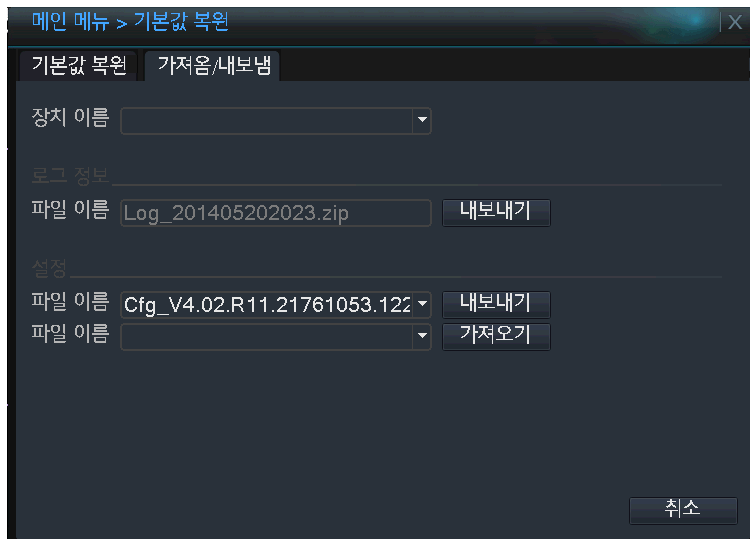 메인 메뉴 > 기본값 복원 X
기본값 복원 가져옴/내보냄
장치 이름
로그 정보
파일 이름 Log_201405202023.zip 내보내기
설정
파일 이름 Cfg_V4.02.R11.21761053.122 내보내기
파일 이름 가져오기
취소